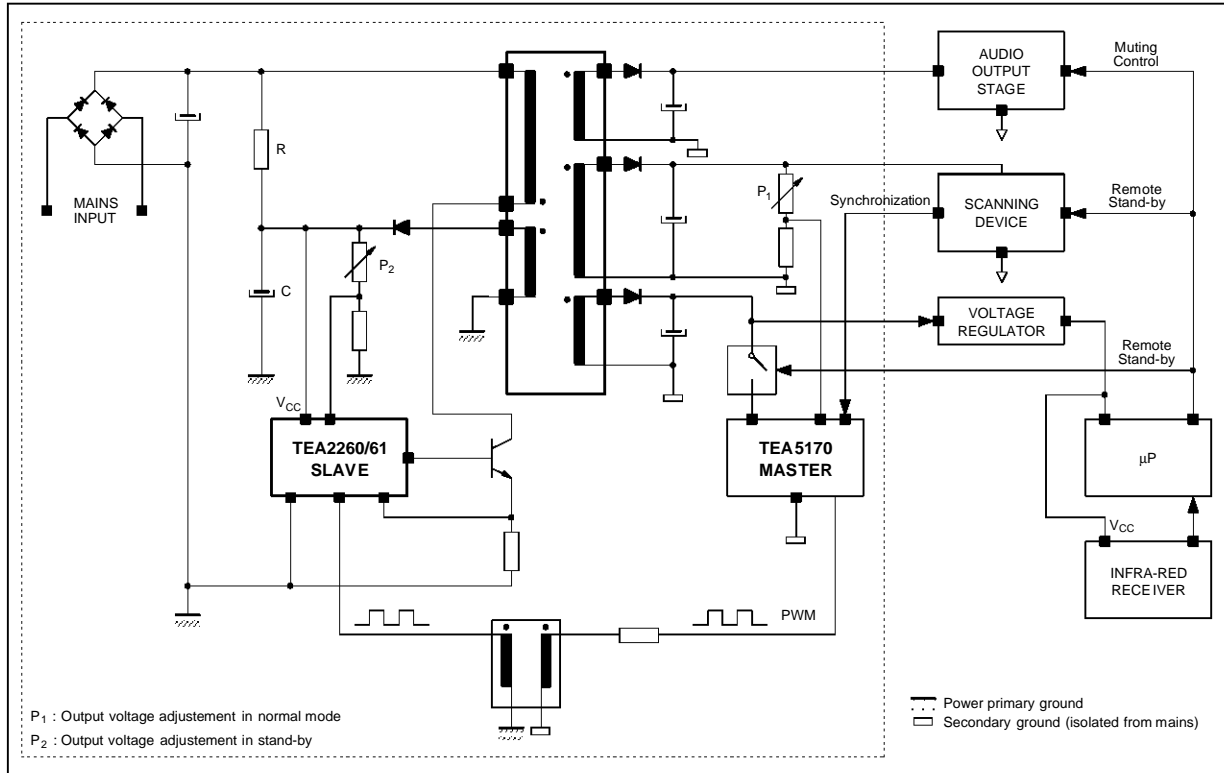 AUDIO
OUTPUT
STAGE
Muting
Control
R
MAINS
INPUT
P1
Synchronization
SCANNING
DEVICE
Remote
Stand-by
P2
C
VOLTAGE
REGULATOR
Remote
Stand-by
VCC
TEA2260/61
SLAVE
TEA5170
MASTER
µP
VCC
INFRA-RED
RECEIVER
PWM
P1 : Output voltage adjustement in normal mode
P2 : Output voltage adjustement in stand-by
Power primary ground
Secondary ground (isolated from mains)